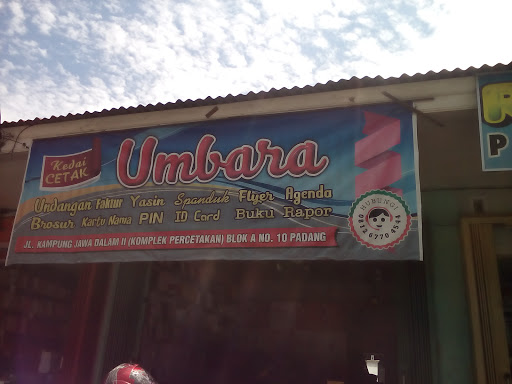 Kedai
CETAK
Umbara
Undangan Faktur Yasin Spanduk Flyer Agenda
Brosur Kartu Nama PIN ID Card Buku Rapor
JL. KAMPUNG JAWA DALAM II (KOMPLEK PERCETAKAN) BLOK A NO. 10 PADANG
HUBUNGI
P